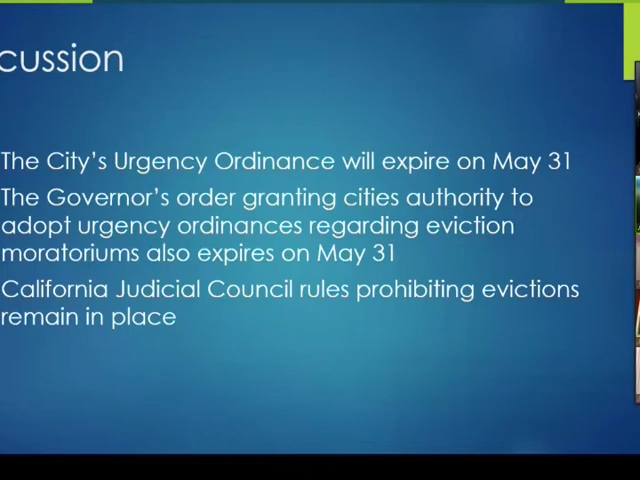 cussion
The City’s Urgency Ordinance will expire on May 31
The Governor’s order granting cities authority to
adopt urgency ordinances regarding eviction
moratoriums also expires on May 31
California Judicial Council rules prohibiting evictions
remain in place